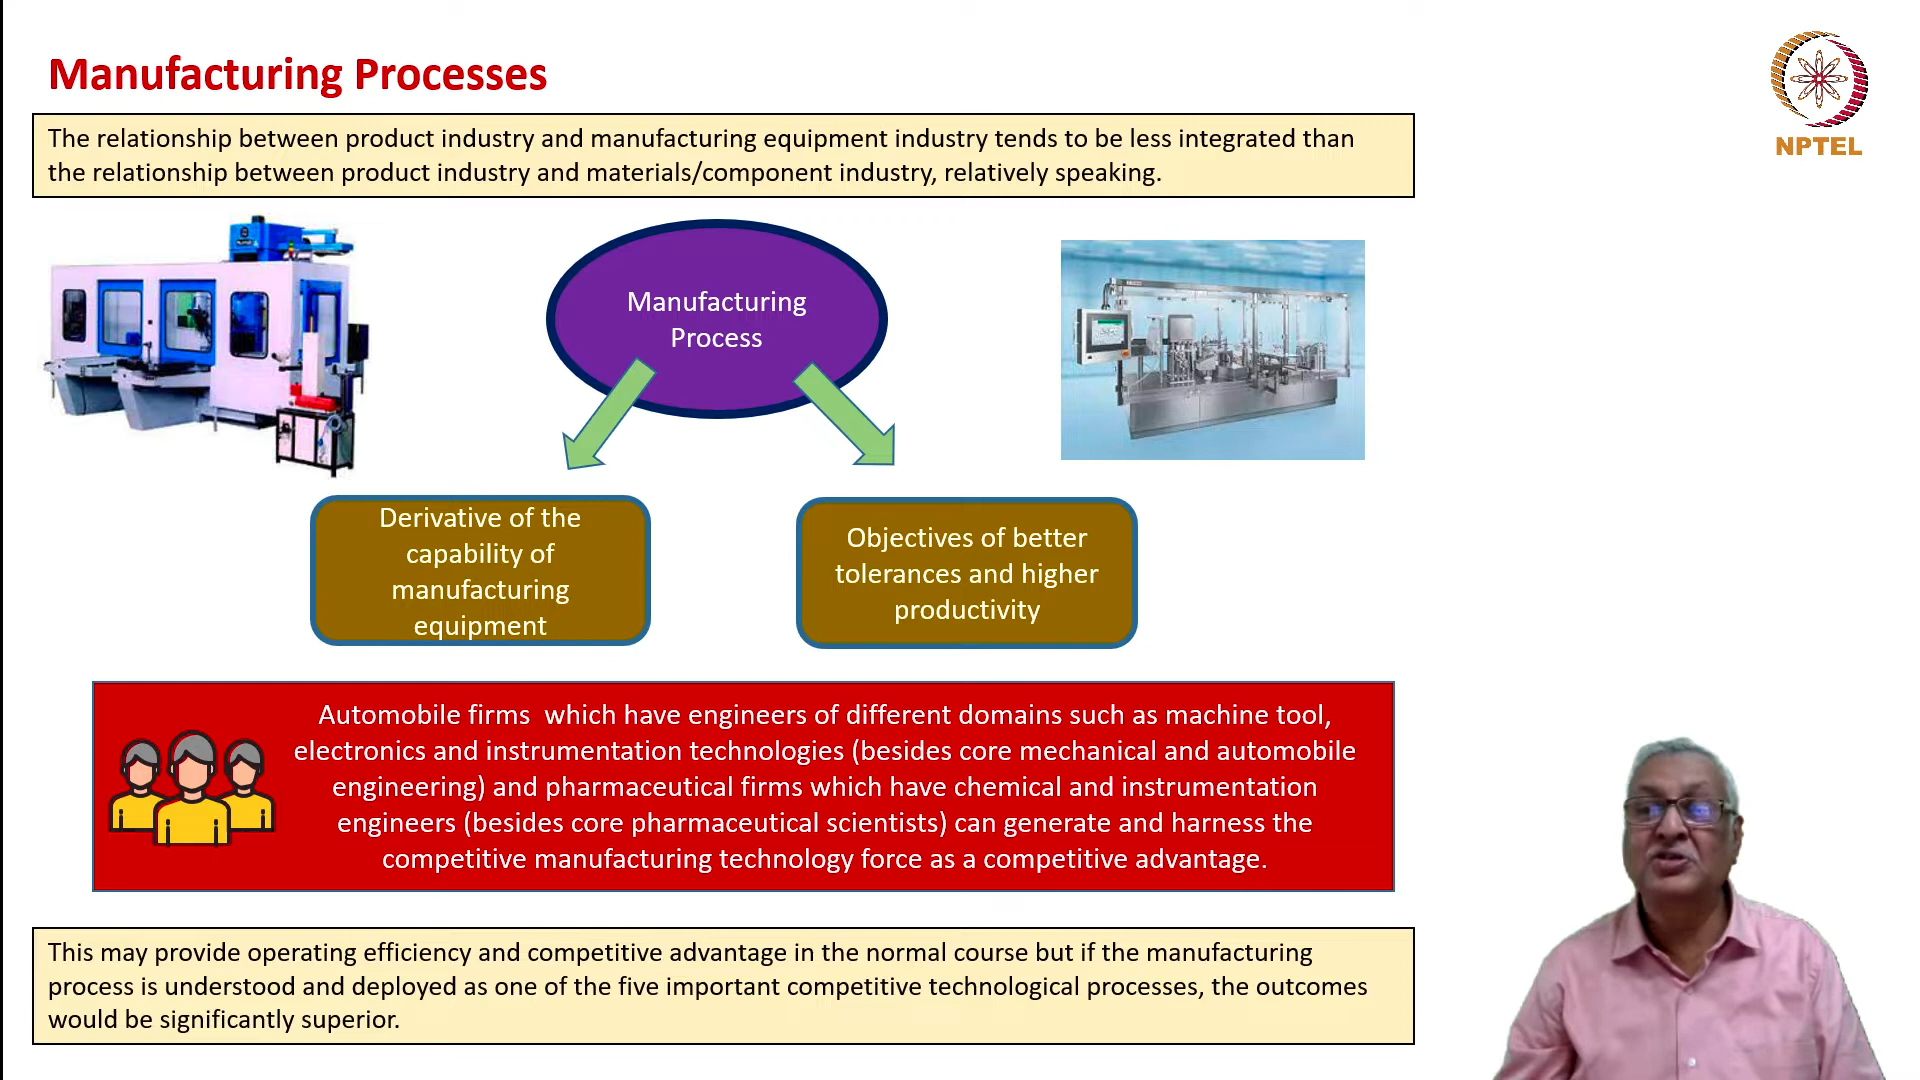 Manufacturing Processes
NPTEL
The relationship between product industry and manufacturing equipment industry tends to be less integrated than
the relationship between product industry and materials/component industry, relatively speaking.
Manufacturing
Process
Derivative of the
capability of
manufacturing
equipment
Objectives of better
tolerances and higher
productivity
Automobile firms which have engineers of different domains such as machine tool,
electronics and instrumentation technologies (besides core mechanical and automobile
engineering) and pharmaceutical firms which have chemical and instrumentation
engineers (besides core pharmaceutical scientists) can generate and harness the
competitive manufacturing technology force as a competitive advantage.
This may provide operating efficiency and competitive advantage in the normal course but if the manufacturing
process is understood and deployed as one of the five important competitive technological processes, the outcomes
would be significantly superior.